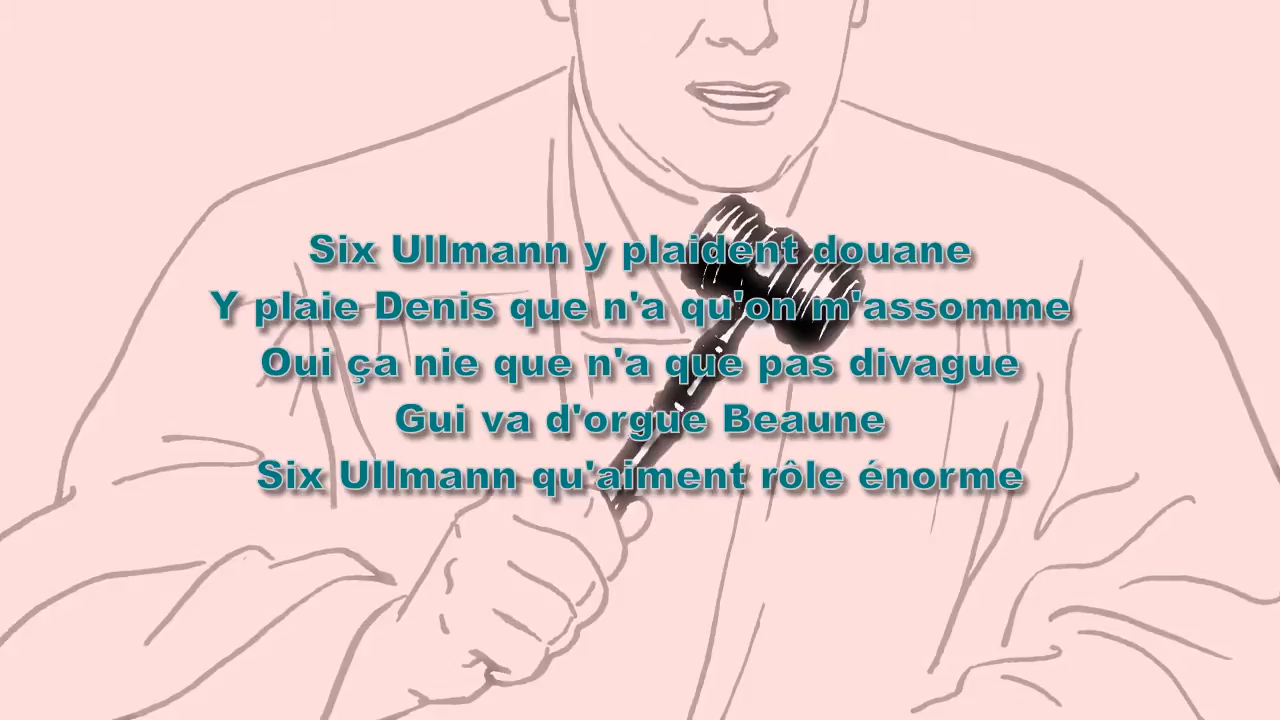 Six Ullmann y plaident douane
Y plaie Denis que n'a qu'on m'assomme
Oui ça nie que n'a que pas divague
Gui va d'orgue Beaune
Six Ullmann qu'aiment rôle énorme